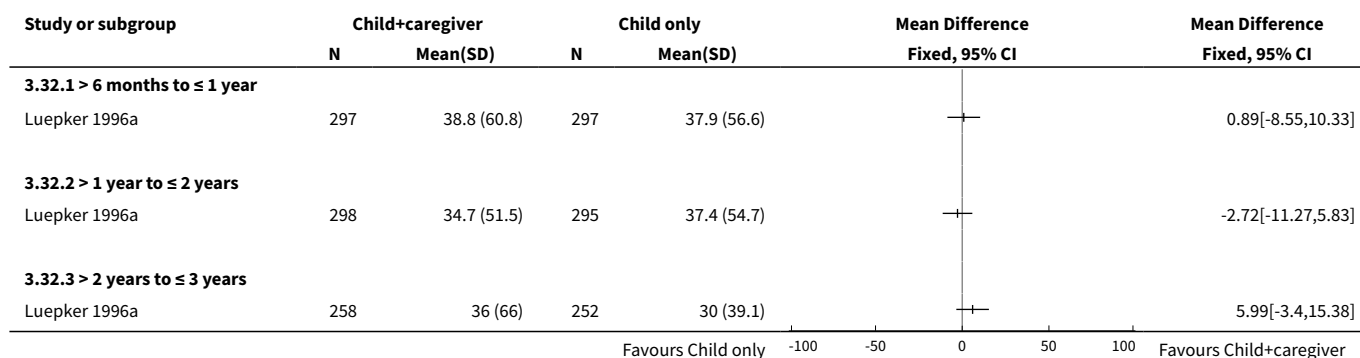 Study or subgroup Child+caregiver Child only Mean Difference Mean Difference
N Mean(SD) N Mean(SD) Fixed, 95% CI Fixed, 95% CI
3.32.1 > 6 months to ≤ 1 year
Luepker 1996a 297 38.8 (60.8) 297 37.9 (56.6) 0.89[-8.55,10.33]
3.32.2 > 1 year to ≤ 2 years
Luepker 1996a 298 34.7 (51.5) 295 37.4 (54.7) -2.72[-11.27,5.83]
3.32.3 > 2 years to ≤ 3 years
Luepker 1996a 258 36 (66) 252 30 (39.1) 5.99[-3.4,15.38]
Favours Child only -100 -50 0 50 100 Favours Child+caregiver